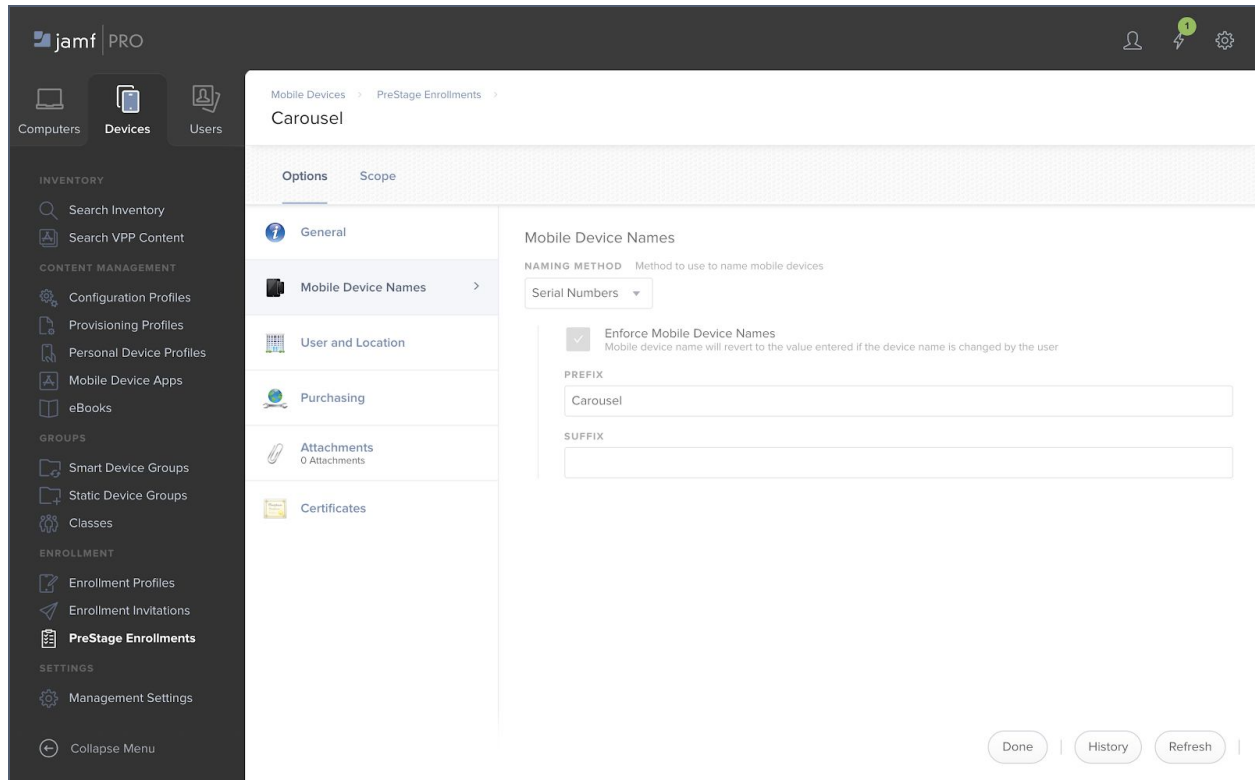 jamf PRO
1
Computers
Devices
Users
INVENTORY
Search Inventory
Search VPP Content
CONTENT MANAGEMENT
Configuration Profiles
Provisioning Profiles
Personal Device Profiles
Mobile Device Apps
eBooks
GROUPS
Smart Device Groups
Static Device Groups
Classes
ENROLLMENT
Enrollment Profiles
Enrollment Invitations
PreStage Enrollments
SETTINGS
Management Settings
Collapse Menu
Mobile Devices > PreStage Enrollments >
Carousel
Options
Scope
General
Mobile Device Names
User and Location
Purchasing
Attachments
0 Attachments
Certificates
Mobile Device Names
NAMING METHOD Method to use to name mobile devices
Serial Numbers
Enforce Mobile Device Names
Mobile device name will revert to the value entered if the device name is changed by the user
PREFIX
Carousel
SUFFIX
Done
History
Refresh